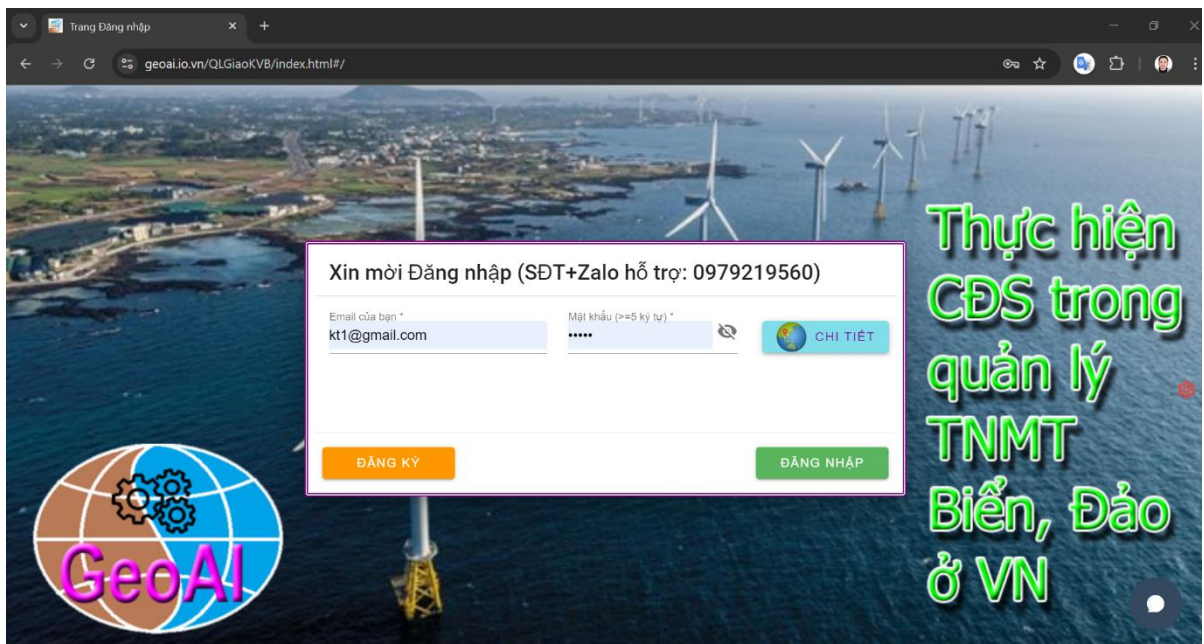 Trang Đăng nhập
geoai.io.vn/QLGiaoKVB/index.html#/
Xin mời Đăng nhập (SĐT+Zalo hỗ trợ: 0979219560)
Email của bạn *
Mật khẩu (>=5 ký tự) *
kt1@gmail.com
•••••
CHI TIẾT
ĐĂNG KÝ
ĐĂNG NHẬP
Thực hiện
CĐS trong
quản lý
TNMT
Biển, Đảo
ở VN
GeoAI